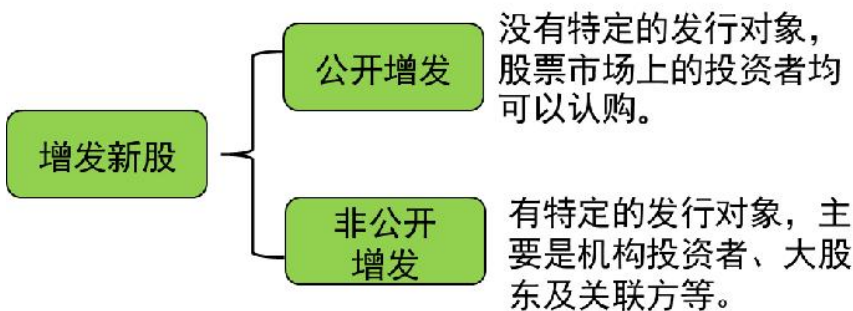 增发新股
公开增发
没有特定的发行对象，
股票市场上的投资者均
可以认购。
非公开
增发
有特定的发行对象，主
要是机构投资者、大股
东及关联方等。